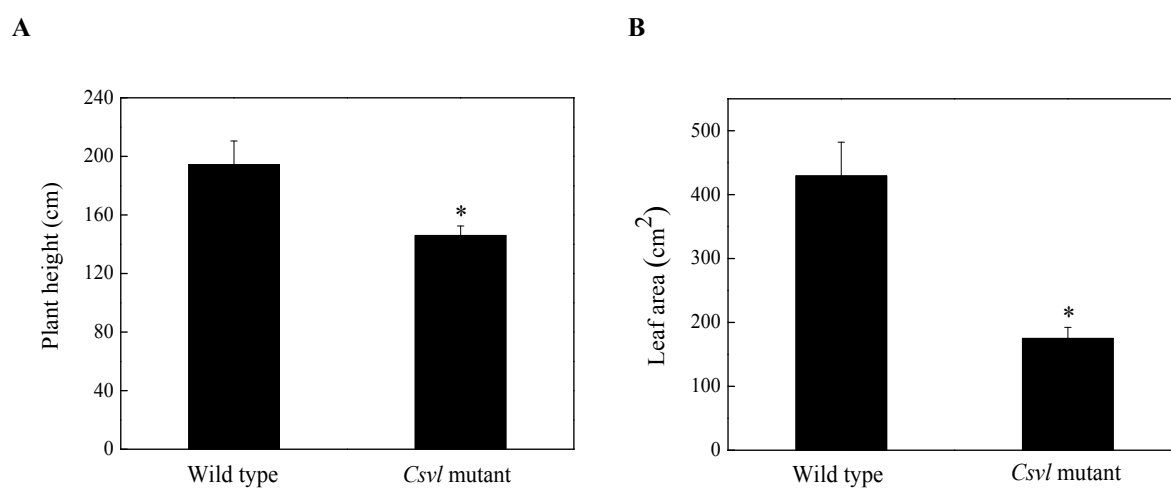 A
B
Plant height (cm)
240
200
160
120
80
40
0
*
Wild type
Csvl mutant
Leaf area (cm²)
500
400
300
200
100
0
*
Wild type
Csvl mutant